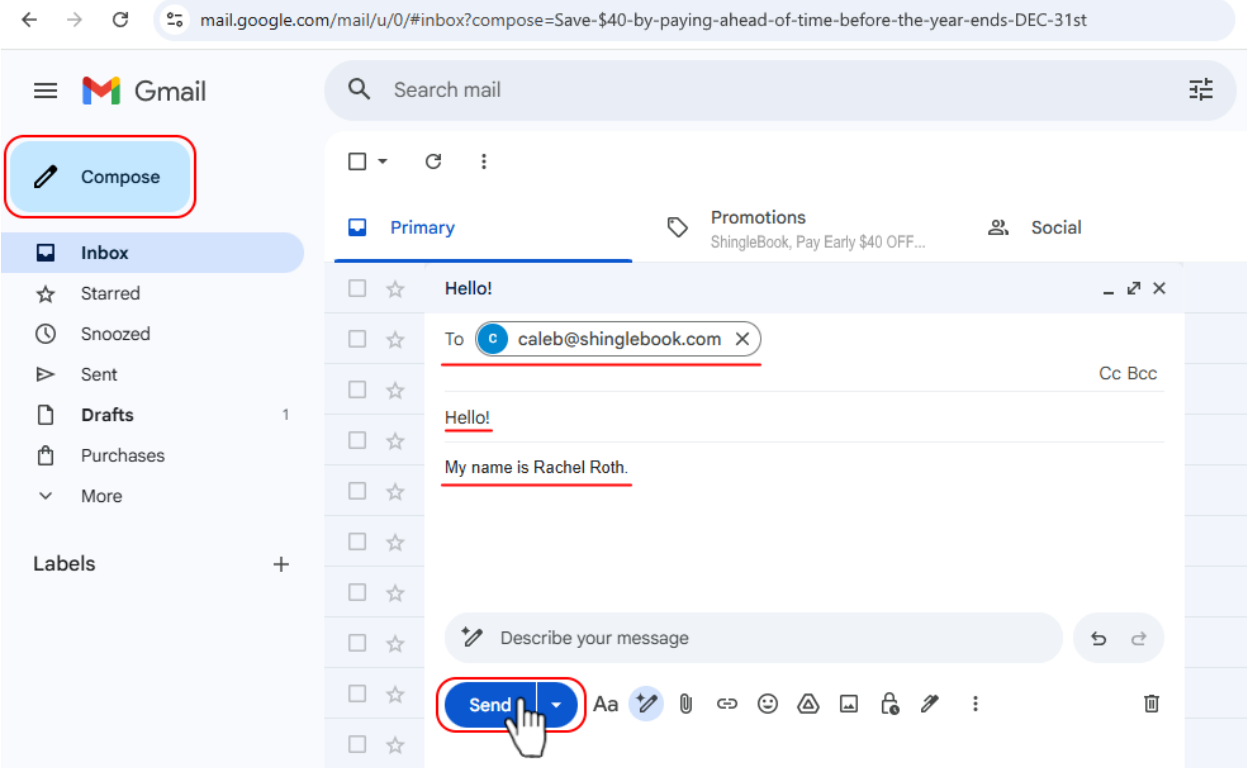 mail.google.com/mail/u/0/#inbox?compose=Save-$40-by-paying-ahead-of-time-before-the-year-ends-DEC-31st
Gmail
Search mail
Compose
Inbox
Starred
Snoozed
Sent
Drafts 1
Purchases
More
Labels
Primary
Promotions
ShingleBook, Pay Early $40 OFF...
Social
Hello!
To C caleb@shinglebook.com
Cc Bcc
Hello!
My name is Rachel Roth.
Describe your message
Send Aa